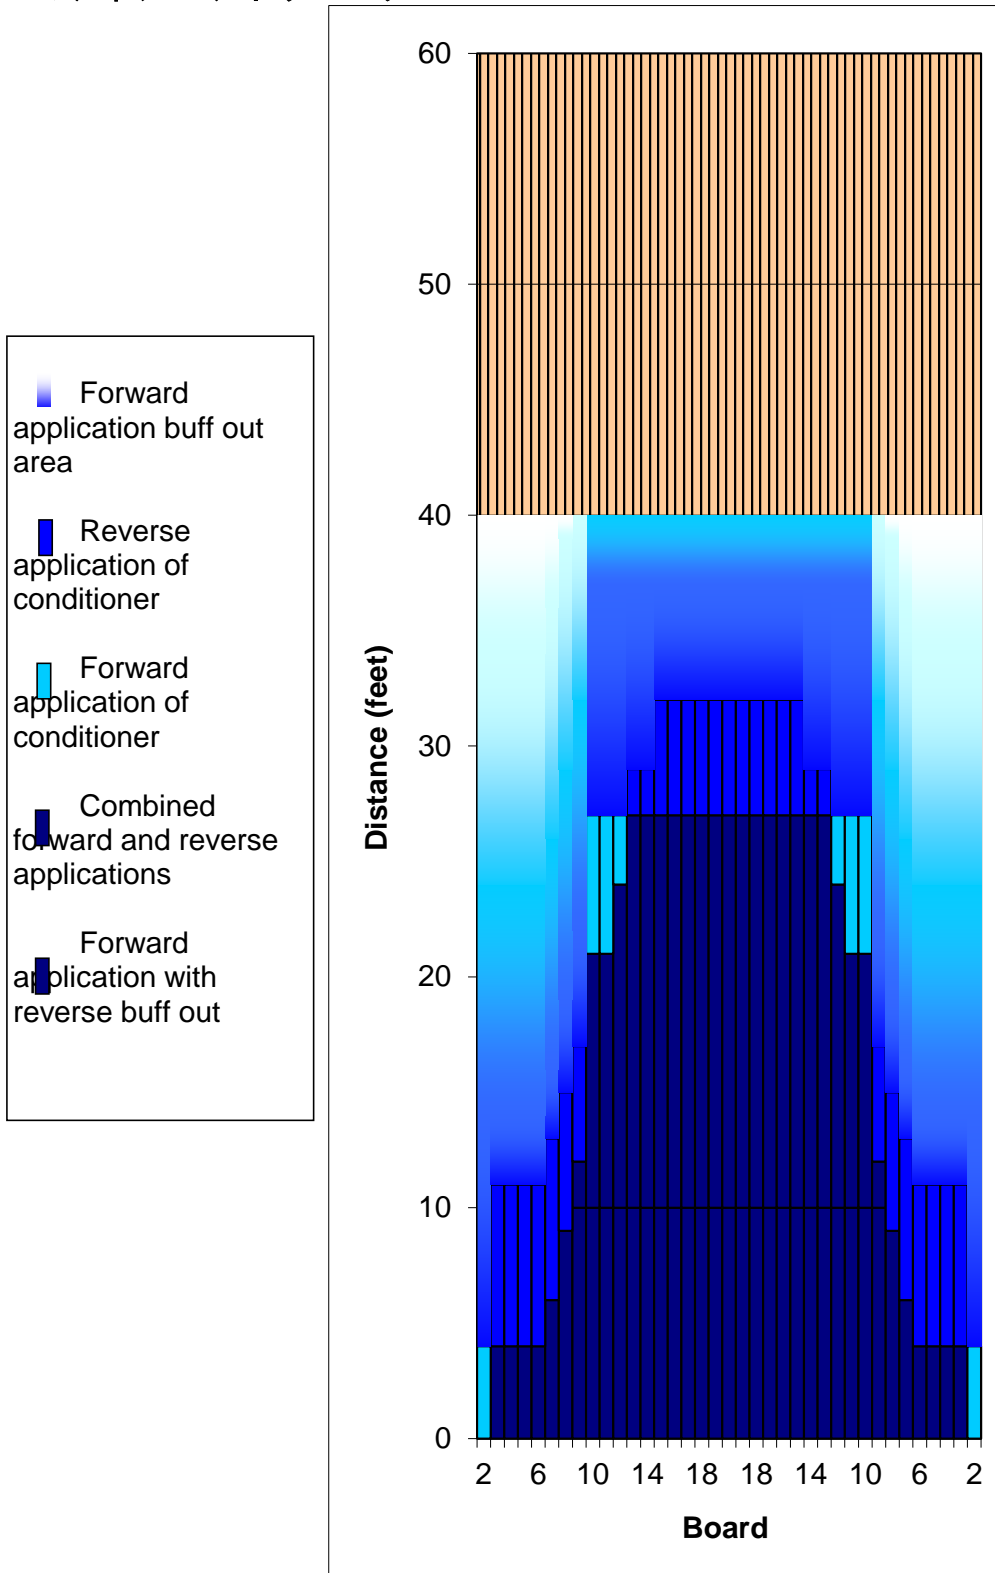 Forward
application buff out
area
Reverse
application of
conditioner
Forward
application of
conditioner
Combined
forward and reverse
applications
Forward
application with
reverse buff out
60
50
40
30
20
10
0
Distance (feet)
2 6 10 14 18 18 14 10 6 2
Board